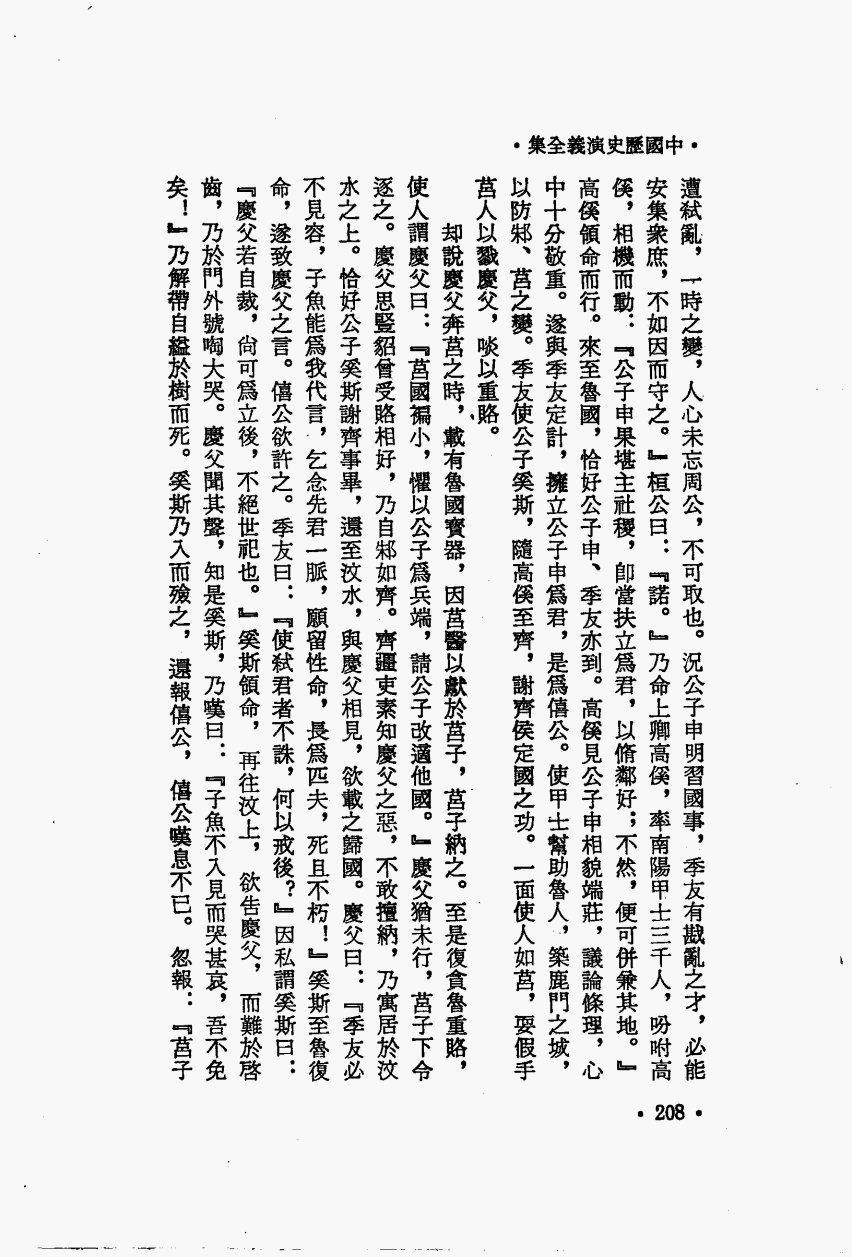 ·中國歷史演義全集·
遭弒亂，一時之變，人心未忘周公，不可取也。況公子申明習國事，季友有戡亂之才，必能
安集衆庶，不如因而守之。』桓公曰：『諾。』乃命上卿高傒，率南陽甲士三千人，吩咐高
傒，相機而動：『公子申果堪主社稷，卽當扶立爲君，以脩鄰好；不然，便可併兼其地。』
高傒領命而行。來至魯國，恰好公子申、季友亦到。高傒見公子申相貌端莊，議論條理，心
中十分敬重。遂與季友定計，擁立公子申爲君，是爲僖公。使甲士幫助魯人，築鹿門之城，
以防邾、莒之變。季友使公子奚斯，隨高傒至齊，謝齊侯定國之功。一面使人如莒，要假手
莒人以戮慶父，啖以重賂。
却說慶父奔莒之時，載有魯國寶器，因莒醫以獻於莒子，莒子納之。至是復貪魯重賂，
使人謂慶父曰：『莒國褊小，懼以公子爲兵端，請公子改適他國。』慶父猶未行，莒子下令
逐之。慶父思豎貂曾受賂相好，乃自邾如齊。齊疆吏素知慶父之惡，不敢擅納，乃寓居於汶
水之上。恰好公子奚斯謝齊事畢，還至汶水，與慶父相見，欲載之歸國。慶父曰：『季友必
不見容，子魚能爲我代言，乞念先君一脈，願留性命，長爲匹夫，死且不朽！』奚斯至魯復
命，遂致慶父之言。僖公欲許之。季友曰：『使弒君者不誅，何以戒後？』因私謂奚斯曰：
『慶父若自裁，尙可爲立後，不絕世祀也。』奚斯領命，再往汶上，欲告慶父，而難於啓
齒，乃於門外號啕大哭。慶父聞其聲，知是奚斯，乃嘆曰：『子魚不入見而哭甚哀，吾不免
矣！』乃解帶自縊於樹而死。奚斯乃入而殮之，還報僖公，僖公嘆息不已。忽報：『莒子
·208·